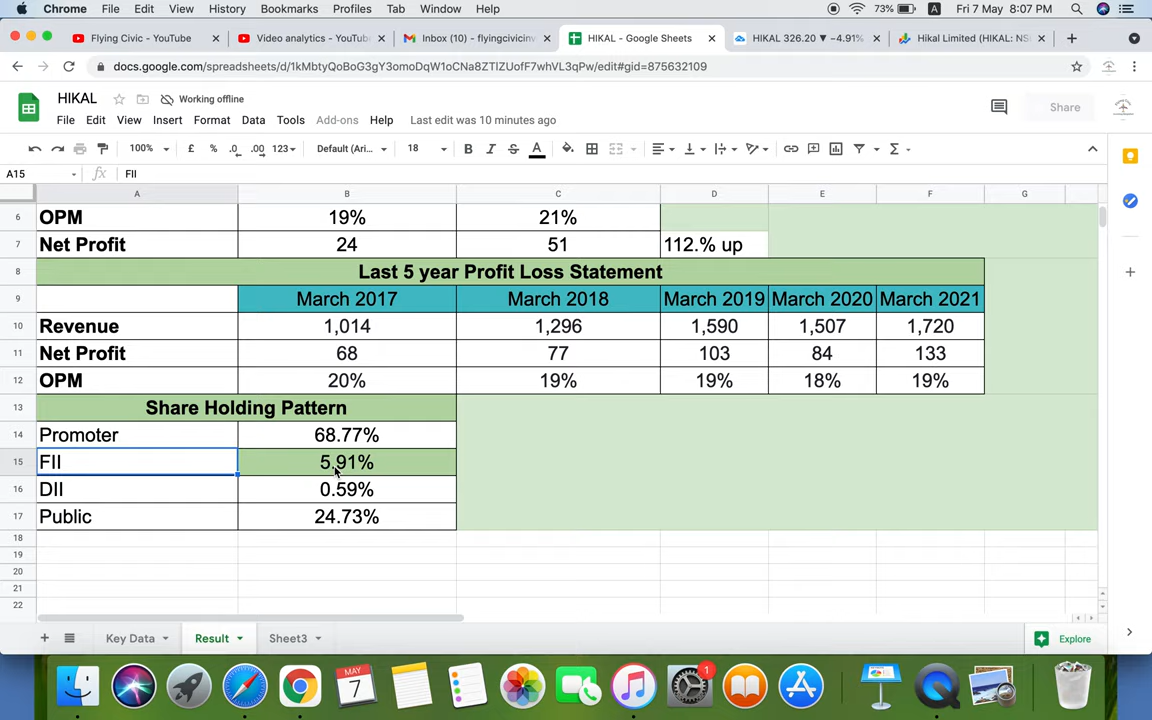 Chrome File Edit View History Bookmarks Profiles Tab Window Help 73% A Fri 7 May 8:07 PM
Flying Civic - YouTube Video analytics - YouTub Inbox (10) - flyingcivicinv HIKAL - Google Sheets HIKAL 326.20 ▼ -4.91% Hikal Limited (HIKAL: NS
docs.google.com/spreadsheets/d/1kMbtyQoBoG3gY3omoDqW1oCNa8ZTlZUofF7whVL3qPw/edit#gid=875632109
HIKAL Working offline Share
File Edit View Insert Format Data Tools Add-ons Help Last edit was 10 minutes ago
100% £ % .0 .00 123 Default (Ari... 18 B I S A Σ
A15 fx FII
A B C D E F G
6 OPM 19% 21%
7 Net Profit 24 51 112.% up
8 Last 5 year Profit Loss Statement
9 March 2017 March 2018 March 2019 March 2020 March 2021
10 Revenue 1,014 1,296 1,590 1,507 1,720
11 Net Profit 68 77 103 84 133
12 OPM 20% 19% 19% 18% 19%
13 Share Holding Pattern
14 Promoter 68.77%
15 FII 5.91%
16 DII 0.59%
17 Public 24.73%
18
19
20
21
22
+ Key Data Result Sheet3 Explore
MAY 7 1